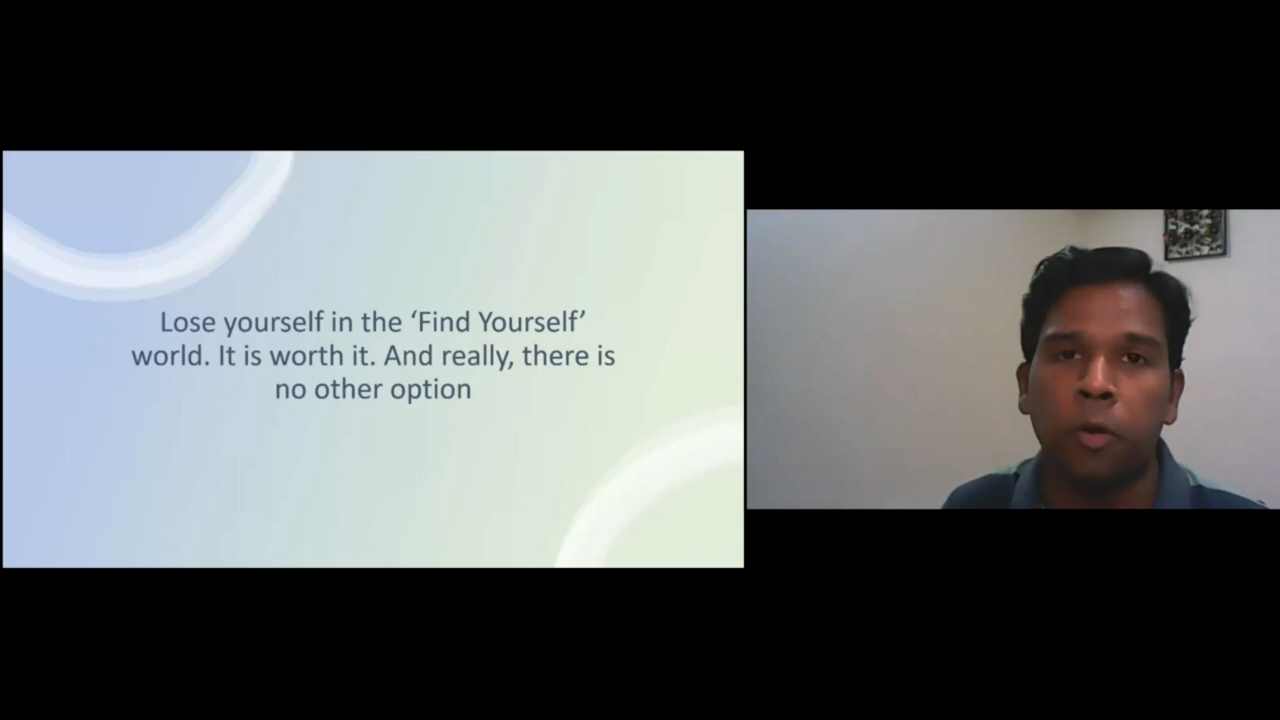 Lose yourself in the ‘Find Yourself’
world. It is worth it. And really, there is
no other option